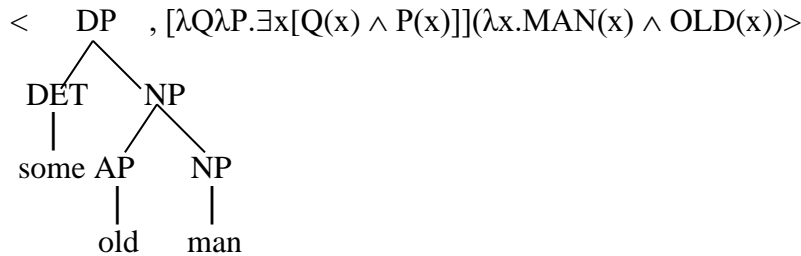 < DP , [λQλP.∃x[Q(x) ∧ P(x)]](λx.MAN(x) ∧ OLD(x))>
DET NP
some AP NP
old man